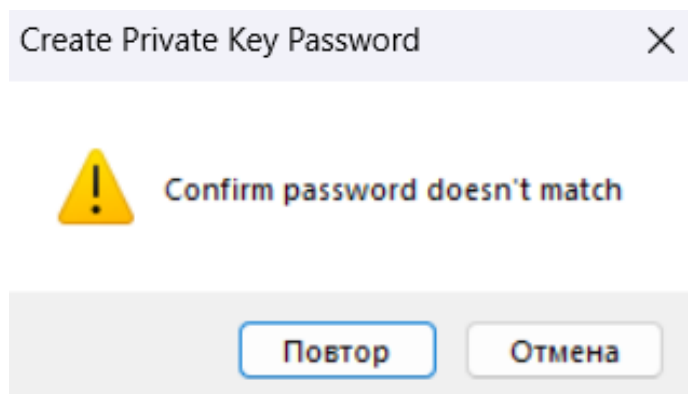 Create Private Key Password
Confirm password doesn't match
Повтор Отмена